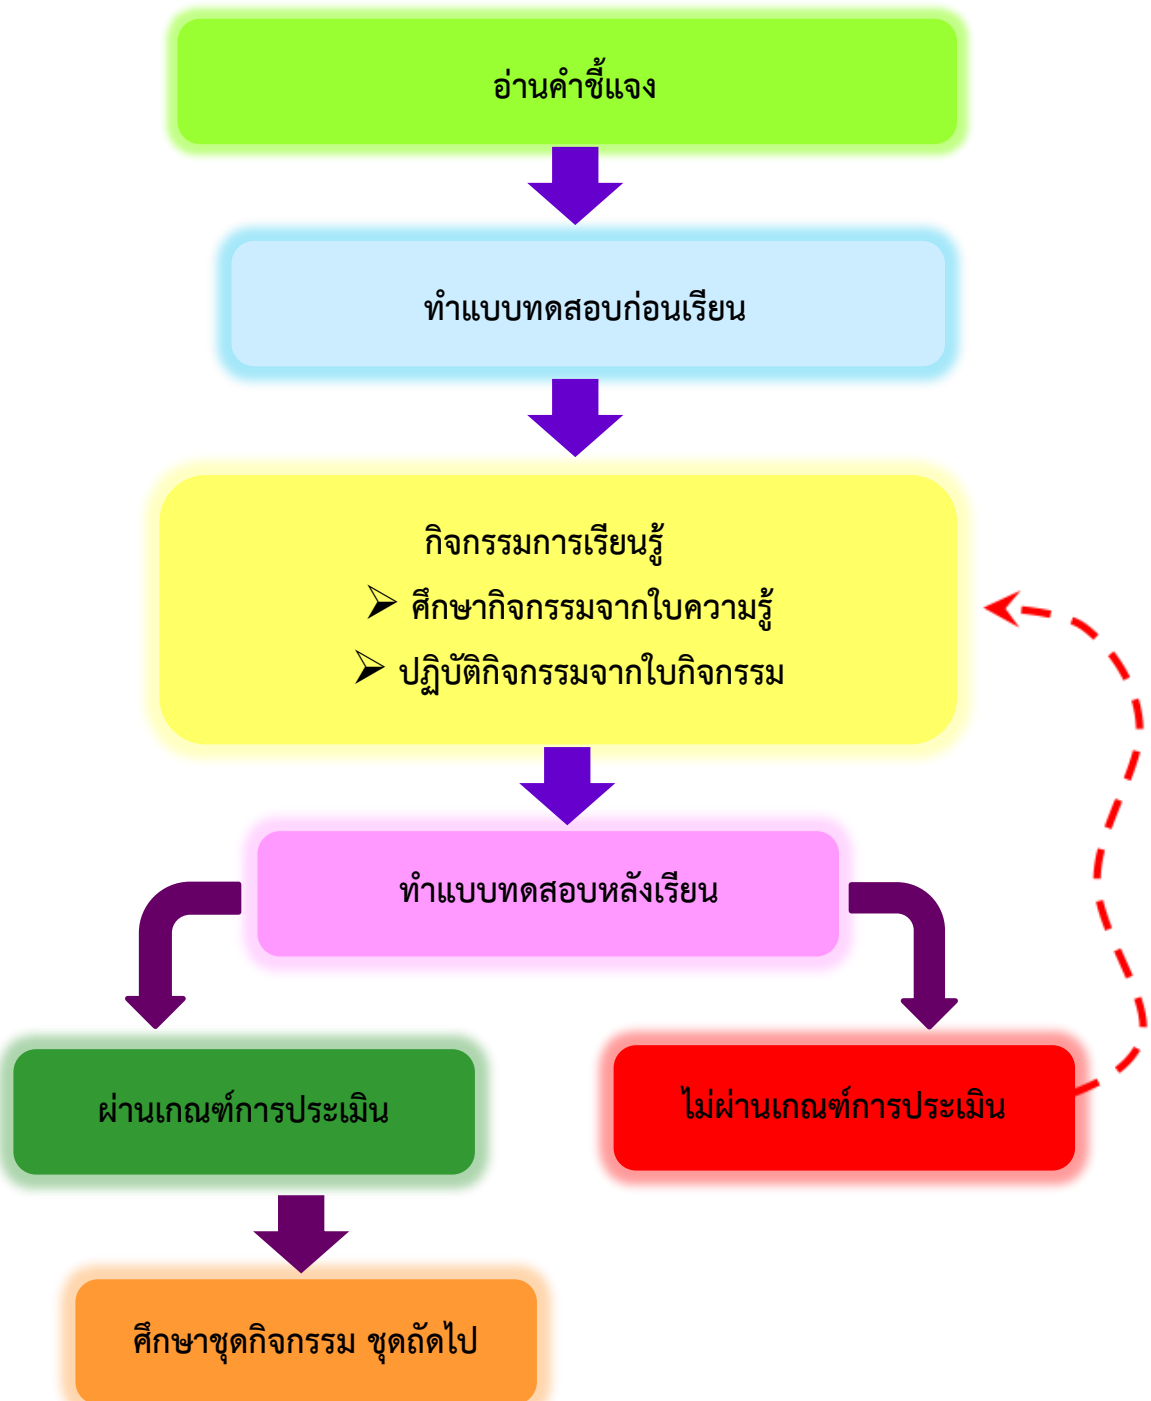 อ่านคำชี้แจง
ทำแบบทดสอบก่อนเรียน
กิจกรรมการเรียนรู้
➢ ศึกษากิจกรรมจากใบความรู้
➢ ปฏิบัติกิจกรรมจากใบกิจกรรม
ทำแบบทดสอบหลังเรียน
ผ่านเกณฑ์การประเมิน
ไม่ผ่านเกณฑ์การประเมิน
ศึกษาชุดกิจกรรม ชุดถัดไป